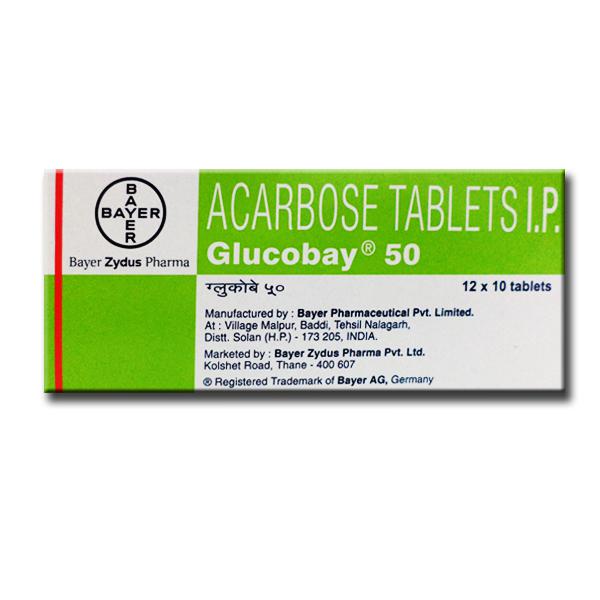 BAYER
BAYER
Bayer Zydus Pharma
ACARBOSE TABLETS I.P.
Glucobay® 50
ग्लुकोबे ५०
12 x 10 tablets
Manufactured by : Bayer Pharmaceutical Pvt. Limited.
At : Village Malpur, Baddi, Tehsil Nalagarh,
Distt. Solan (H.P.) - 173 205, INDIA.
Marketed by : Bayer Zydus Pharma Pvt. Ltd.
Kolshet Road, Thane - 400 607
® Registered Trademark of Bayer AG, Germany